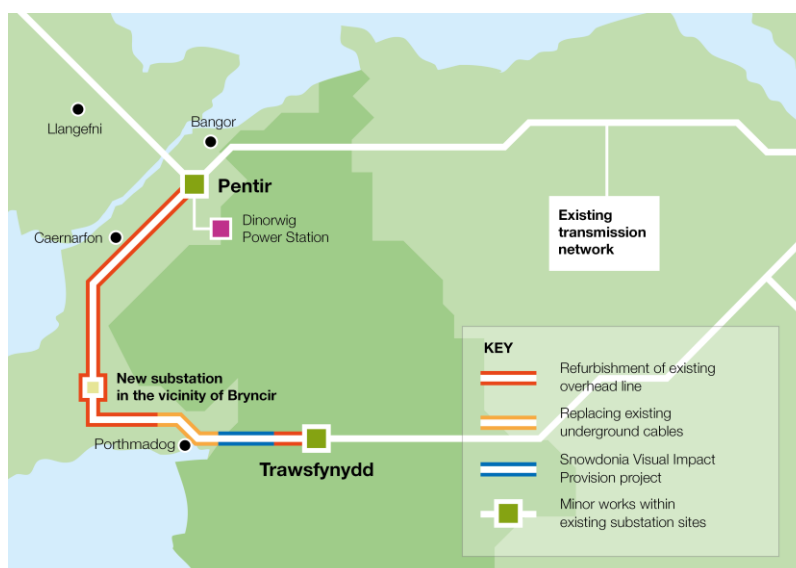 Llangefni
Bangor
Pentir
Dinorwig
Power Station
Caernarfon
Existing
transmission
network
New substation
in the vicinity of Bryncir
Porthmadog
Trawsfynydd
KEY
Refurbishment of existing
overhead line
Replacing existing
underground cables
Snowdonia Visual Impact
Provision project
Minor works within
existing substation sites